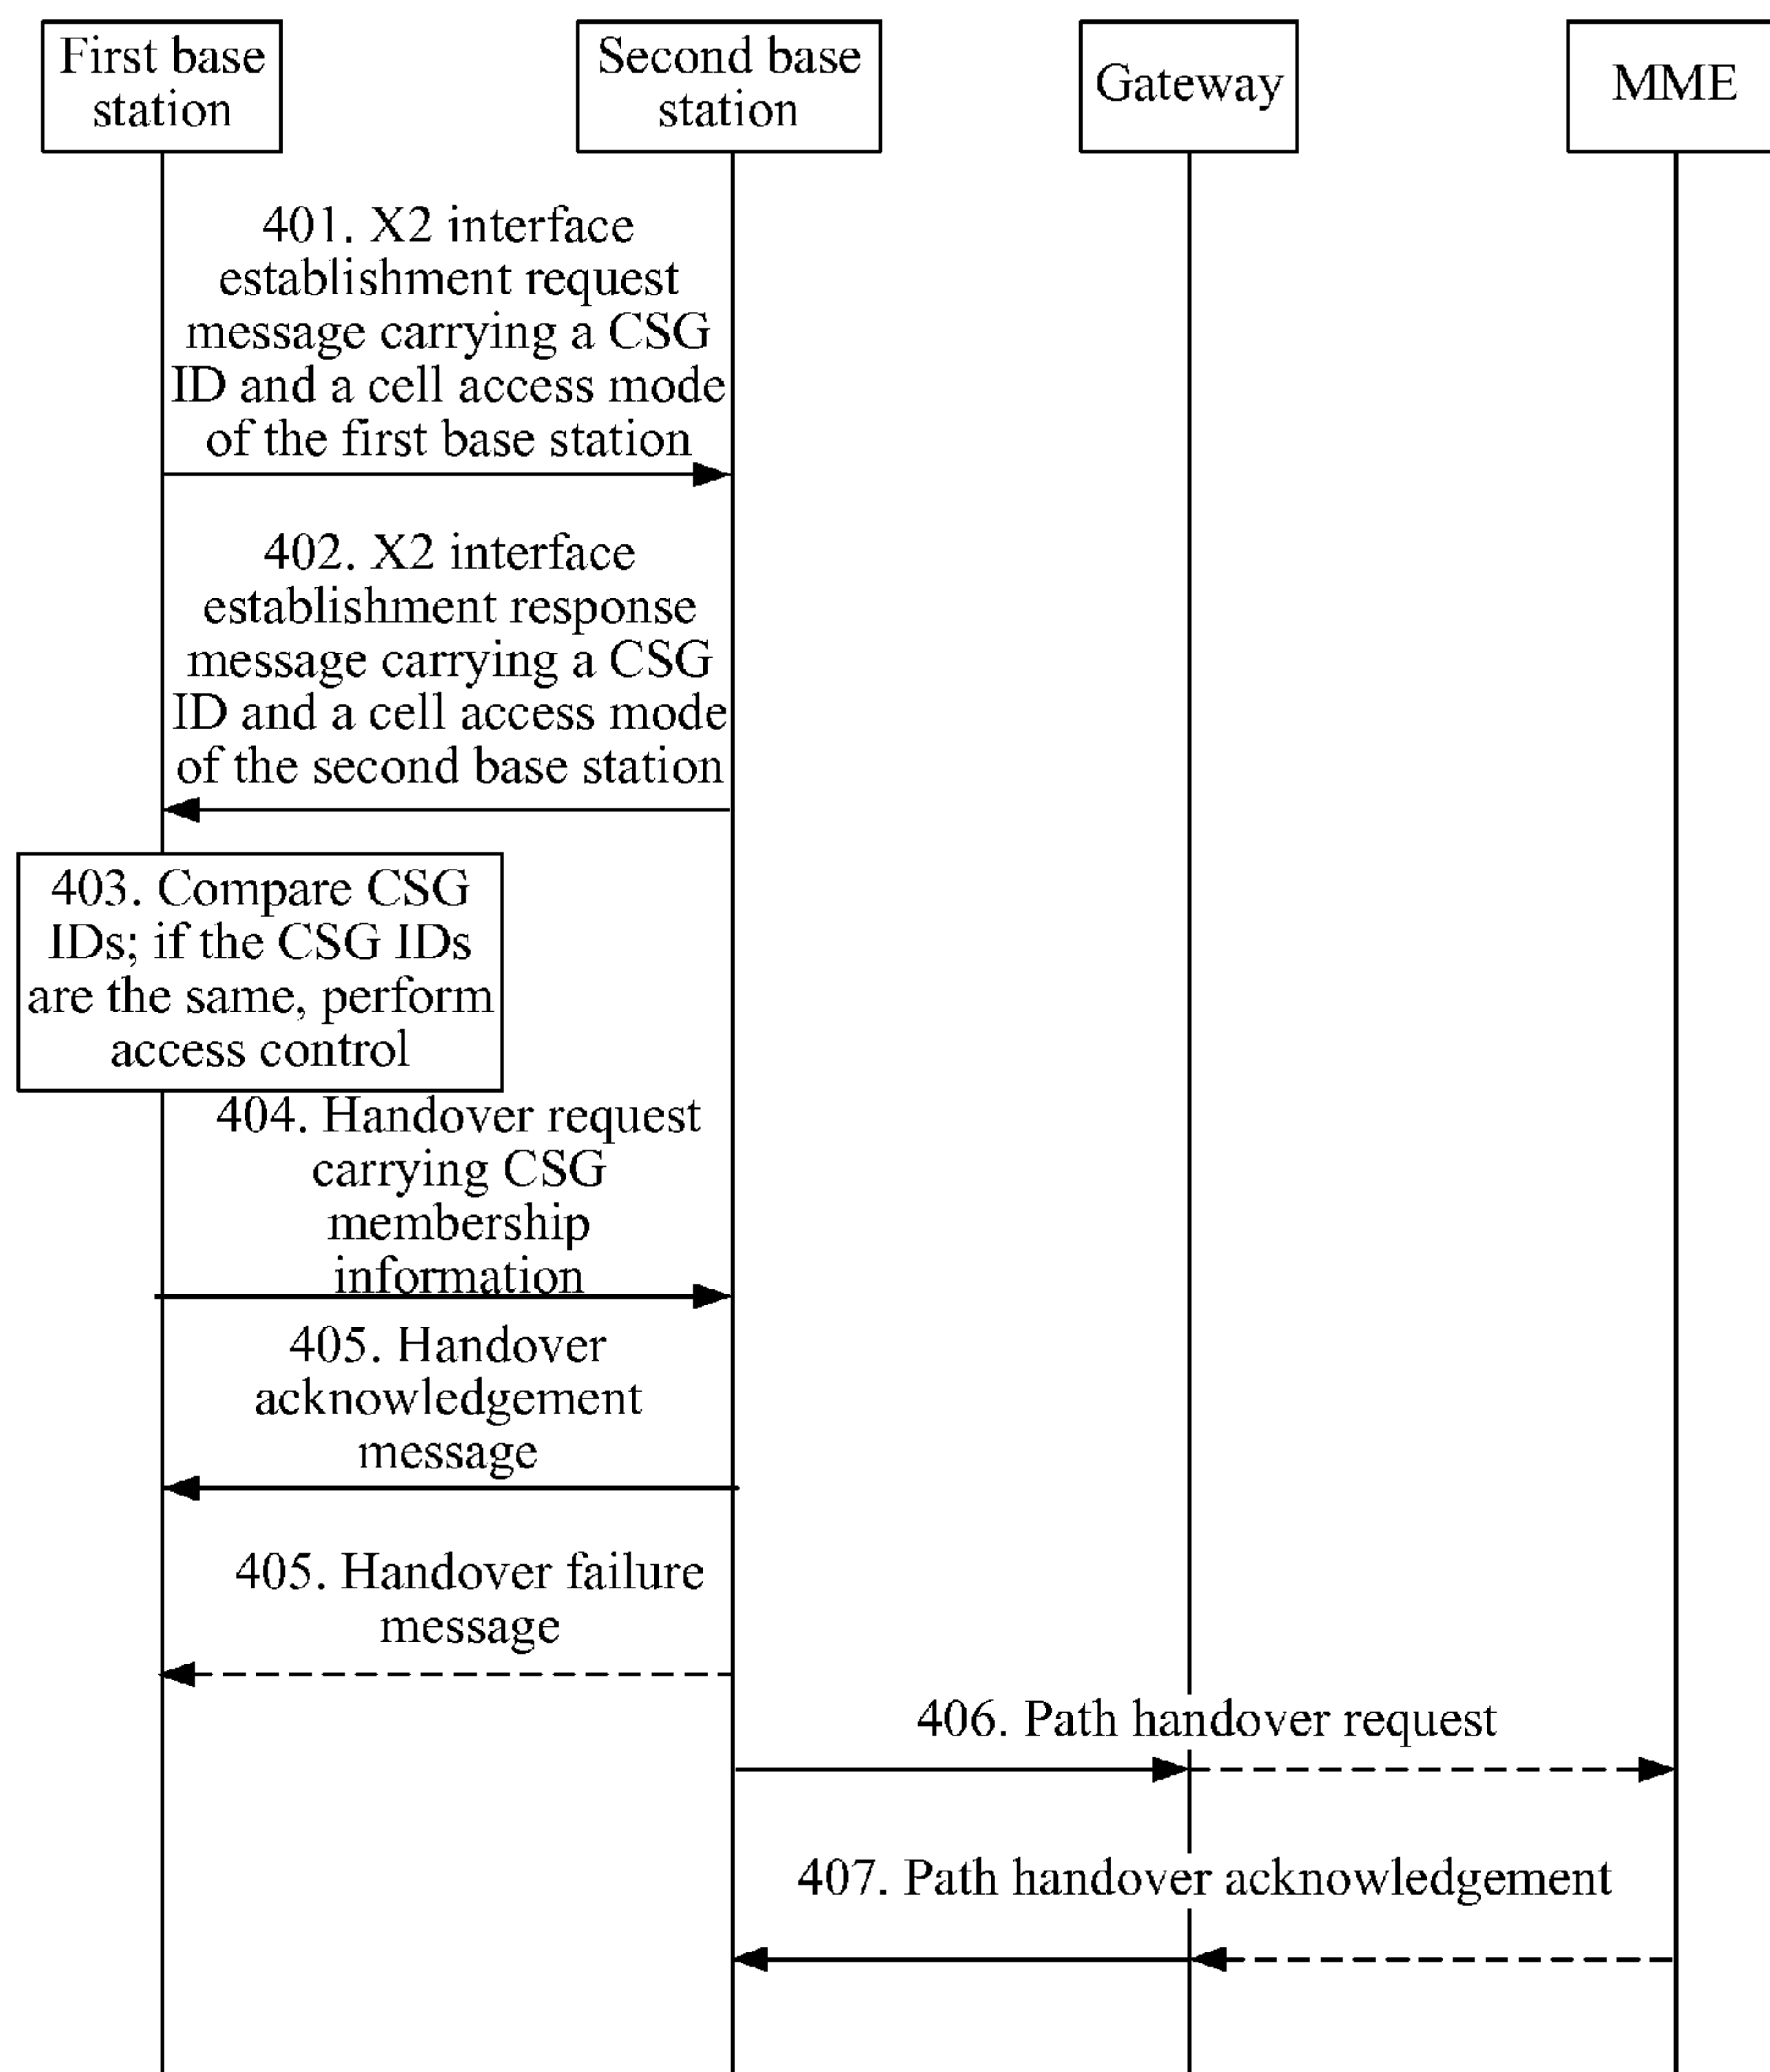 First base
station
Second base
station
Gateway
MME
401. X2 interface
establishment request
message carrying a CSG
ID and a cell access mode
of the first base station
402. X2 interface
establishment response
message carrying a CSG
ID and a cell access mode
of the second base station
403. Compare CSG
IDs; if the CSG IDs
are the same, perform
access control
404. Handover request
carrying CSG
membership
information
405. Handover
acknowledgement
message
405. Handover failure
message
406. Path handover request
407. Path handover acknowledgement